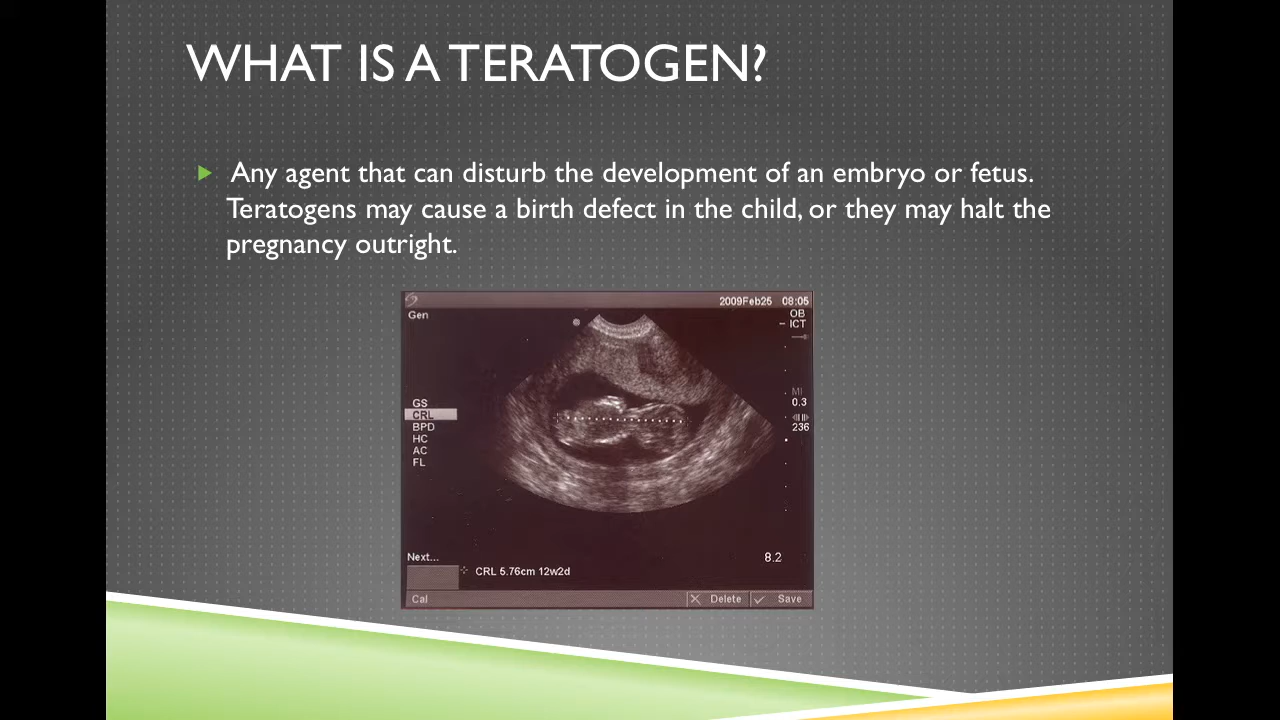 WHAT IS A TERATOGEN?
Any agent that can disturb the development of an embryo or fetus.
Teratogens may cause a birth defect in the child, or they may halt the
pregnancy outright.
2009Feb25 08:05
Gen
OB
ICT
MI
0.3
236
GS
CRL
BPD
HC
AC
FL
Next...
8.2
CRL 5.76cm 12w2d
Cal
Delete
Save